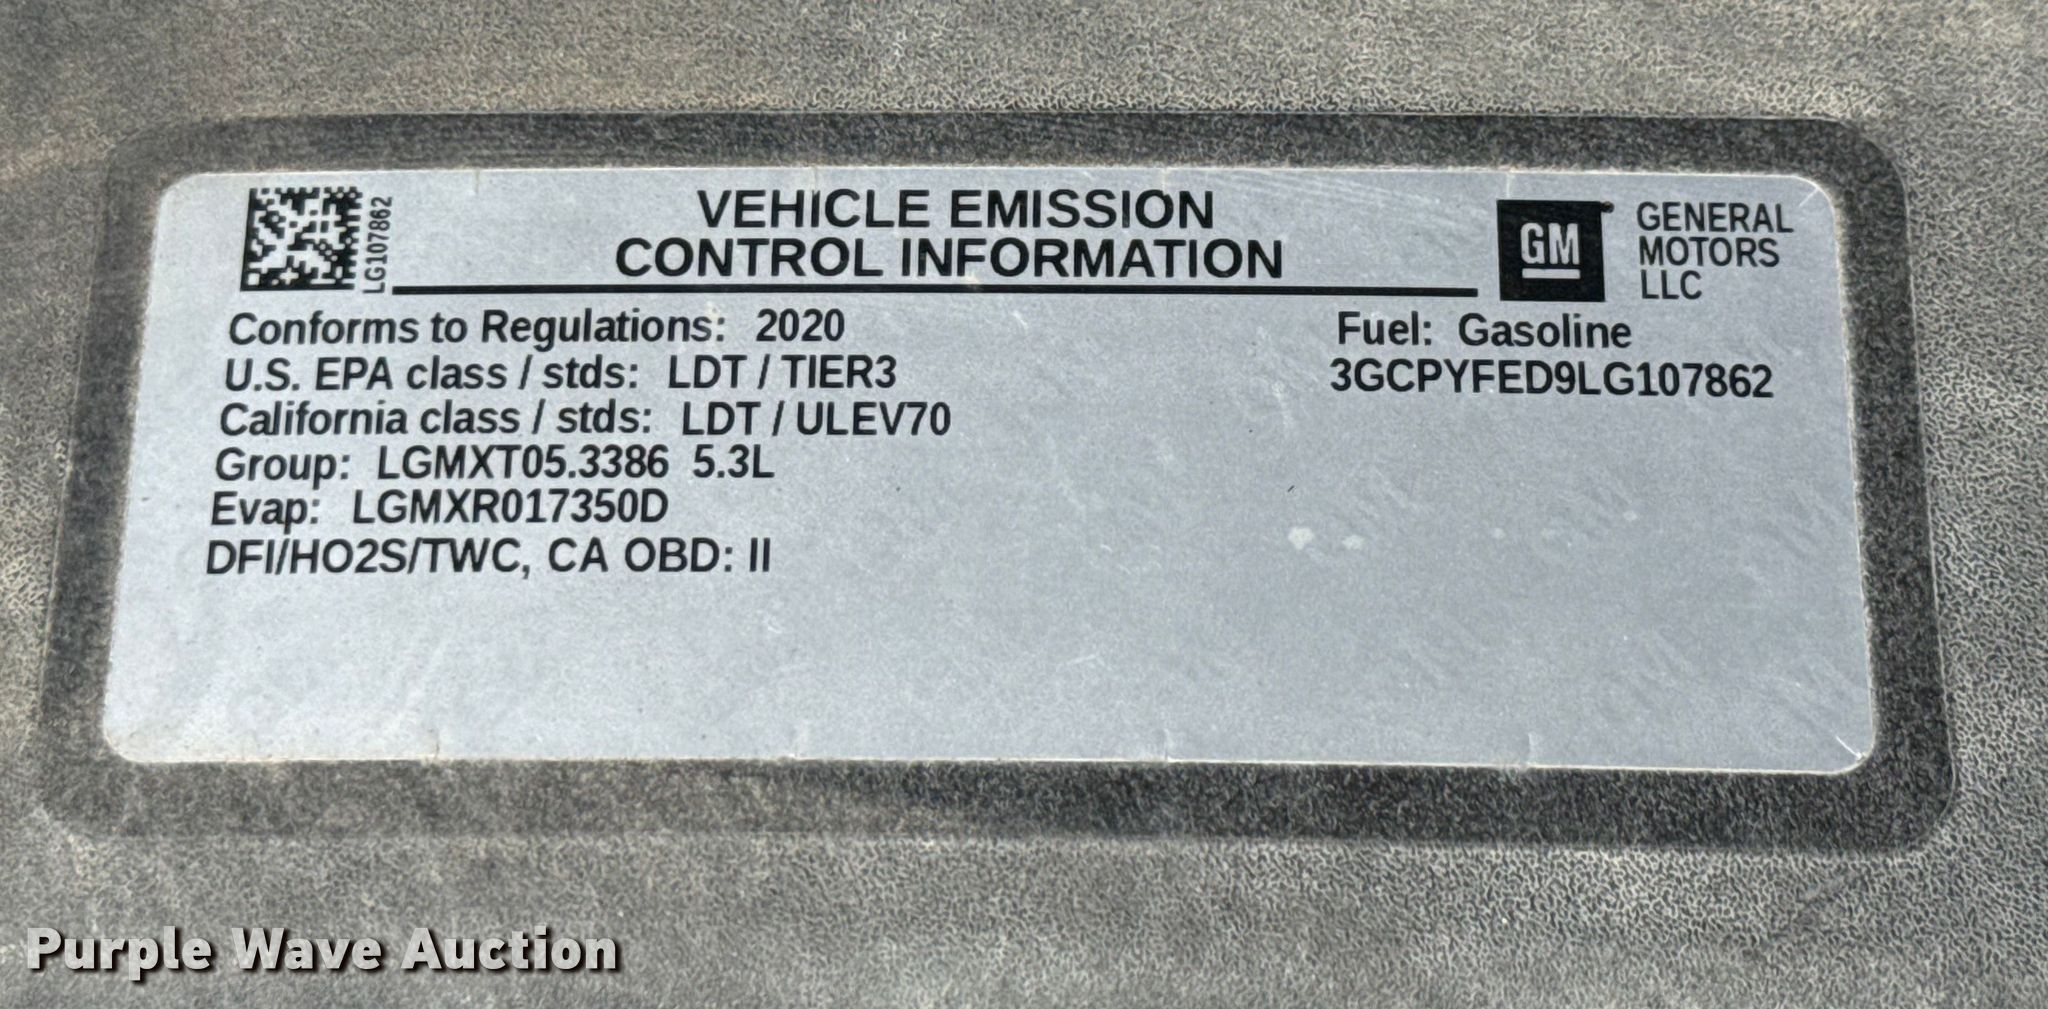 LG107862
VEHICLE EMISSION
CONTROL INFORMATION
GM
GENERAL
MOTORS
LLC
Conforms to Regulations: 2020
Fuel: Gasoline
U.S. EPA class / stds: LDT / TIER3
3GCPYFED9LG107862
California class / stds: LDT / ULEV70
Group: LGMXT05.3386 5.3L
Evap: LGMXR017350D
DFI/HO2S/TWC, CA OBD: II
Purple Wave Auction